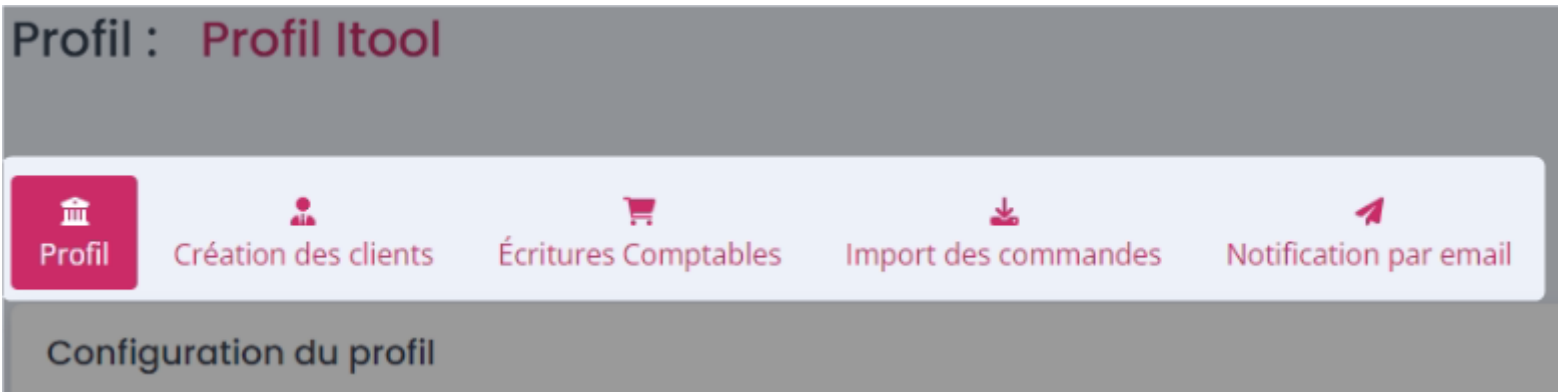 Profil : Profil Itool
Profil
Création des clients
Écritures Comptables
Import des commandes
Notification par email
Configuration du profil